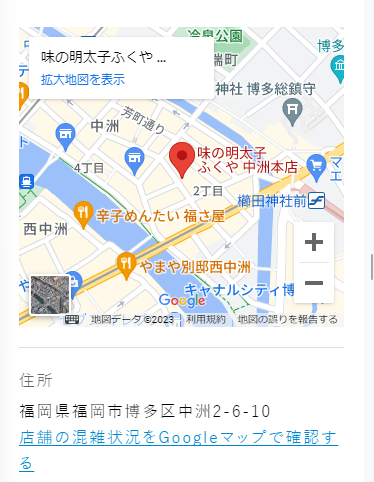 冷泉公園
味の明太子ふくや ...
拡大地図を表示
瑞町
博多
神社 博多総鎮守
芳町通り
中洲
味の明太子
ふくや 中洲本店
4丁目
2丁目
マ
エ
櫛田神社前
辛子めんたい 福さ屋
西中洲
やまや別邸西中洲
や
Google
キャナルシティ博
地図データ ©2023
利用規約
地図の誤りを報告する
住所
福岡県福岡市博多区中洲2-6-10
店舗の混雑状況をGoogleマップで確認す
る